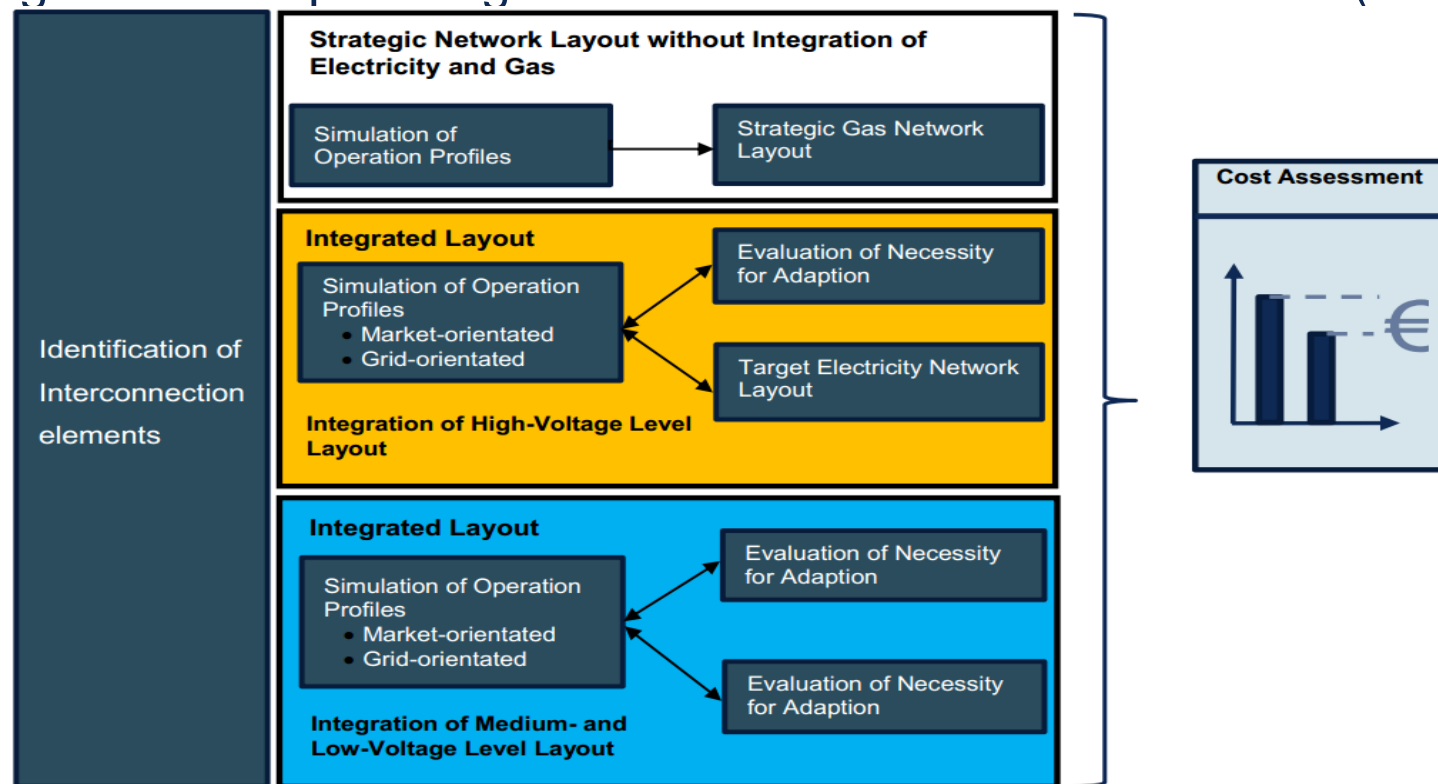 Identification of
Interconnection
elements
Strategic Network Layout without Integration of
Electricity and Gas
Simulation of
Operation Profiles
Strategic Gas Network
Layout
Integrated Layout
Simulation of Operation
Profiles
• Market-orientated
• Grid-orientated
Evaluation of Necessity
for Adaption
Target Electricity Network
Layout
Integration of High-Voltage Level
Layout
Integrated Layout
Simulation of Operation
Profiles
• Market-orientated
• Grid-orientated
Evaluation of Necessity
for Adaption
Evaluation of Necessity
for Adaption
Integration of Medium- and
Low-Voltage Level Layout
Cost Assessment
€